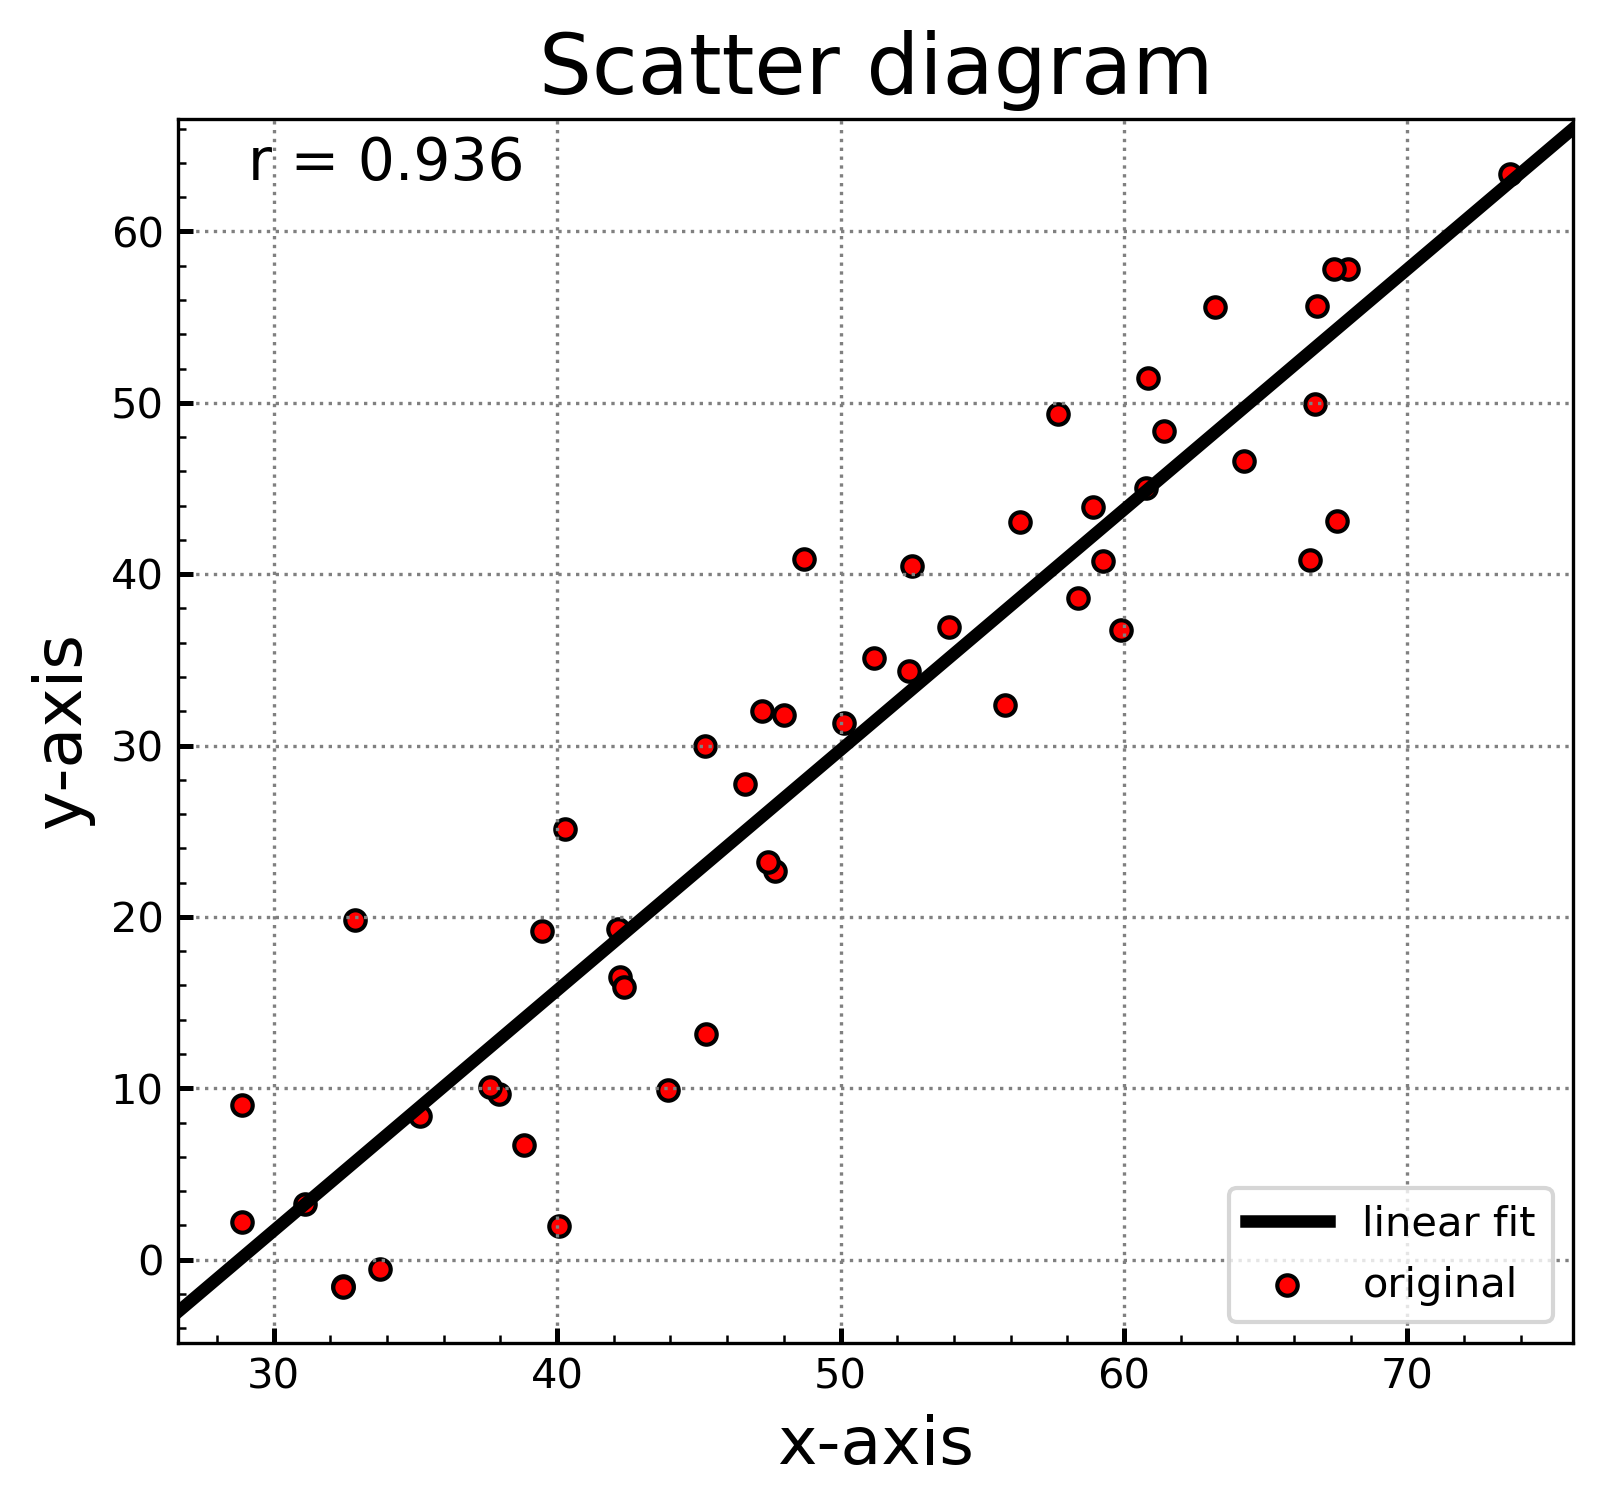 Scatter diagram
r = 0.936
60
50
40
30
20
10
0
y-axis
30 40 50 60 70
x-axis
linear fit
original